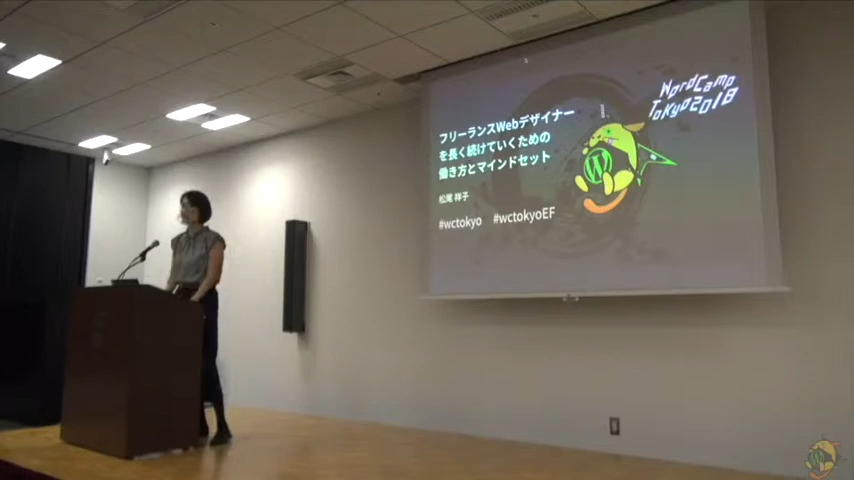 フリーランスWebデザイナー
を長く続けていくための
働き方とマインドセット
松尾 祥子
#wctokyo #wctokyoEF
WordCamp
Tokyo2018